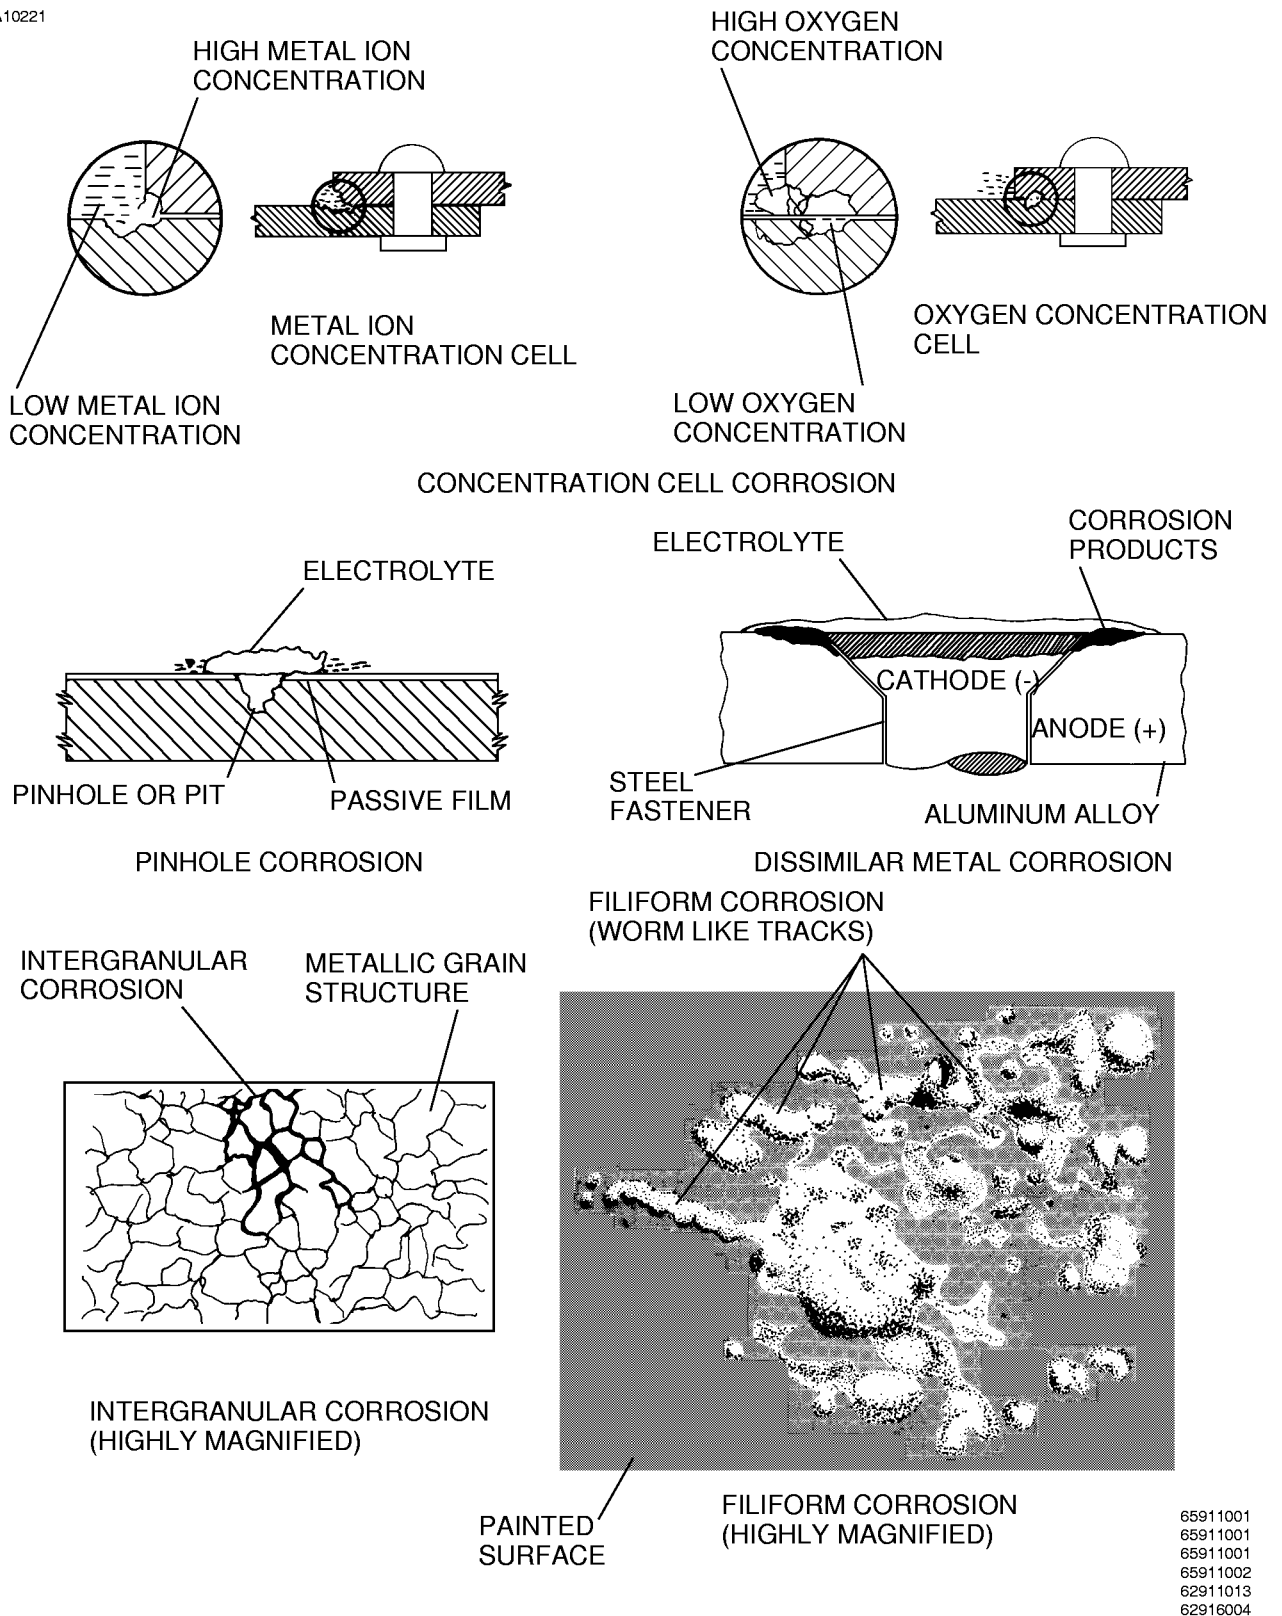 A10221
HIGH METAL ION
CONCENTRATION
HIGH OXYGEN
CONCENTRATION
METAL ION
CONCENTRATION CELL
OXYGEN CONCENTRATION
CELL
LOW METAL ION
CONCENTRATION
LOW OXYGEN
CONCENTRATION
CONCENTRATION CELL CORROSION
ELECTROLYTE
PINHOLE OR PIT
PASSIVE FILM
PINHOLE CORROSION
ELECTROLYTE
CORROSION
PRODUCTS
CATHODE (-)
ANODE (+)
STEEL
FASTENER
ALUMINUM ALLOY
DISSIMILAR METAL CORROSION
INTERGRANULAR
CORROSION
METALLIC GRAIN
STRUCTURE
INTERGRANULAR CORROSION
(HIGHLY MAGNIFIED)
FILIFORM CORROSION
(WORM LIKE TRACKS)
PAINTED
SURFACE
FILIFORM CORROSION
(HIGHLY MAGNIFIED)
65911001
65911001
65911001
65911002
62911013
62916004